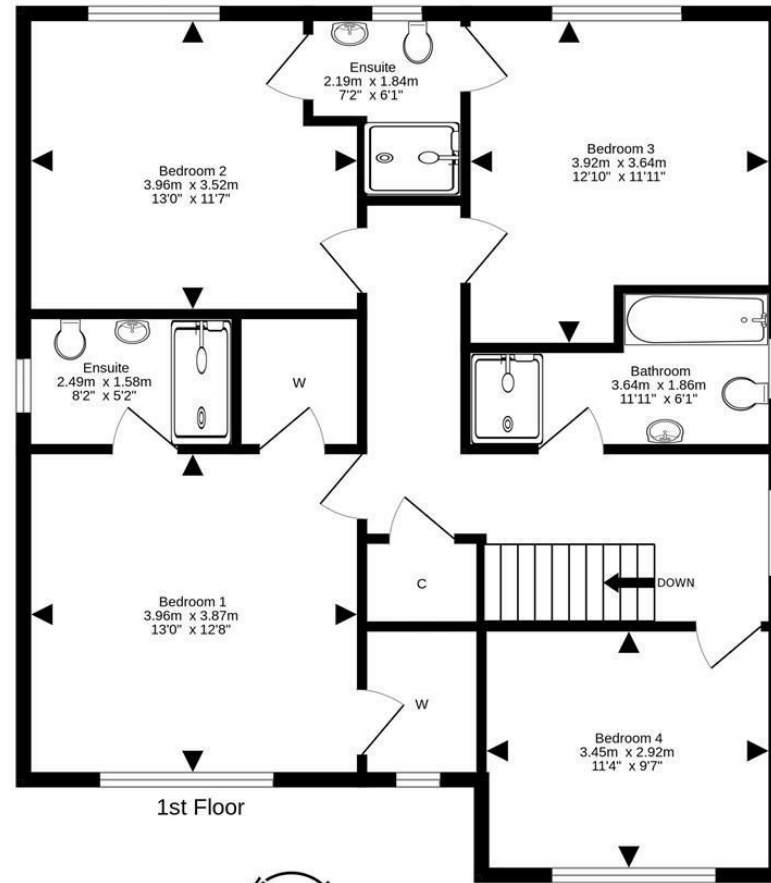 Ensuite
2.19m x 1.84m
7'2" x 6'1"
Bedroom 2
3.96m x 3.52m
13'0" x 11'7"
Bedroom 3
3.92m x 3.64m
12'10" x 11'11"
Ensuite
2.49m x 1.58m
8'2" x 5'2"
W
Bathroom
3.64m x 1.86m
11'11" x 6'1"
Bedroom 1
3.96m x 3.87m
13'0" x 12'8"
C
DOWN
W
Bedroom 4
3.45m x 2.92m
11'4" x 9'7"
1st Floor